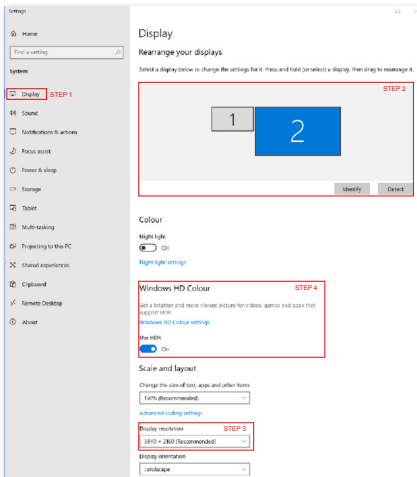 Settings
Home
Find a setting
System
Display STEP 1
Sound
Notifications & actions
Focus assist
Power & sleep
Storage
Tablet
Multi-tasking
Projecting to this PC
Shared experiences
Clipboard
Remote Desktop
About
Display
Rearrange your displays
Select a display below to change the settings for it. Press and hold (or select) a display, then drag to rearrange it.
STEP 2
1
2
Identify Detect
Colour
Night light
Off
Night light settings
Windows HD Colour STEP 4
Get a brighter and more vibrant picture for videos, games and apps that
support HDR.
Windows HD Colour settings
Use HDR
On
Scale and layout
Change the size of text, apps and other items
(Recommended)
Advanced scaling settings
Display resolution STEP 3
3840 × 2160 (Recommended)
Display orientation
Landscape